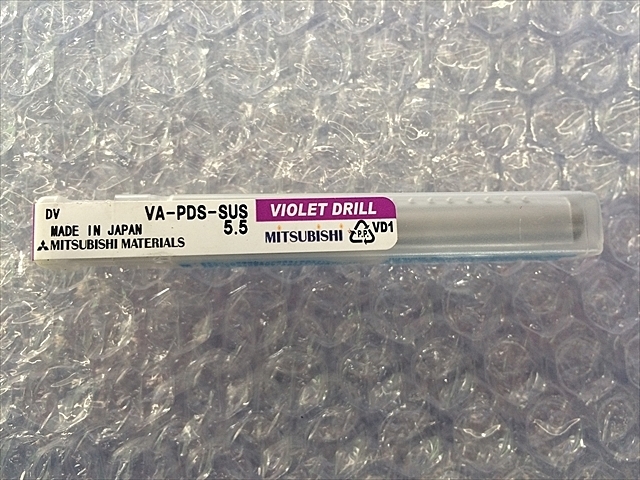 DV VA-PDS-SUS
MADE IN JAPAN 5.5
MITSUBISHI MATERIALS
VIOLET DRILL
MITSUBISHI P.P. VD1